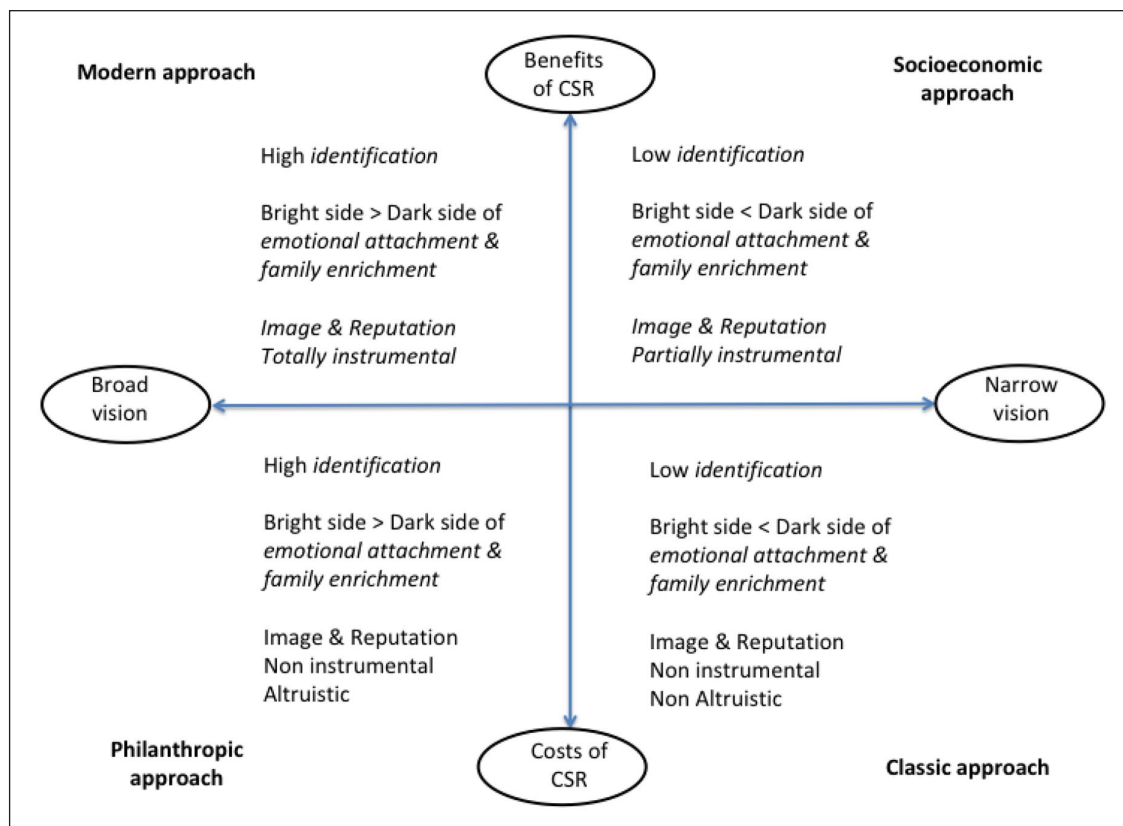 Modern approach
Benefits
of CSR
Socioeconomic
approach
High identification
Bright side > Dark side of
emotional attachment &
family enrichment
Image & Reputation
Totally instrumental
Low identification
Bright side < Dark side of
emotional attachment &
family enrichment
Image & Reputation
Partially instrumental
Broad
vision
Narrow
vision
High identification
Bright side > Dark side of
emotional attachment &
family enrichment
Image & Reputation
Non instrumental
Altruistic
Low identification
Bright side < Dark side of
emotional attachment &
family enrichment
Image & Reputation
Non instrumental
Non Altruistic
Philanthropic
approach
Costs of
CSR
Classic approach